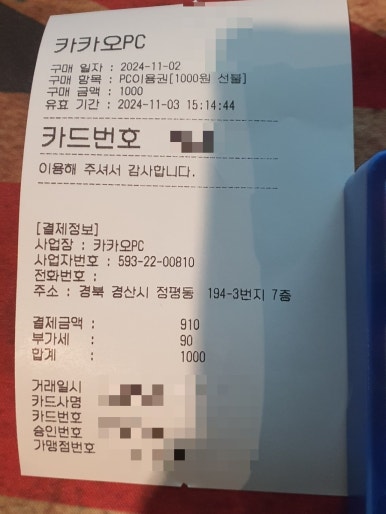 카카오PC
구매 일자 : 2024-11-02
구매 항목 : PC이용권[1000원 선불]
구매 금액 : 1000
유효 기간 : 2024-11-03 15:14:44
카드번호
이용해 주셔서 감사합니다.
[결제정보]
사업장 : 카카오PC
사업자번호 : 593-22-00810
전화번호 :
주소 : 경북 경산시 정평동 194-3번지 7층
결제금액 : 910
부가세 : 90
합계 : 1000
거래일시
카드사명
카드번호
승인번호
가맹점번호